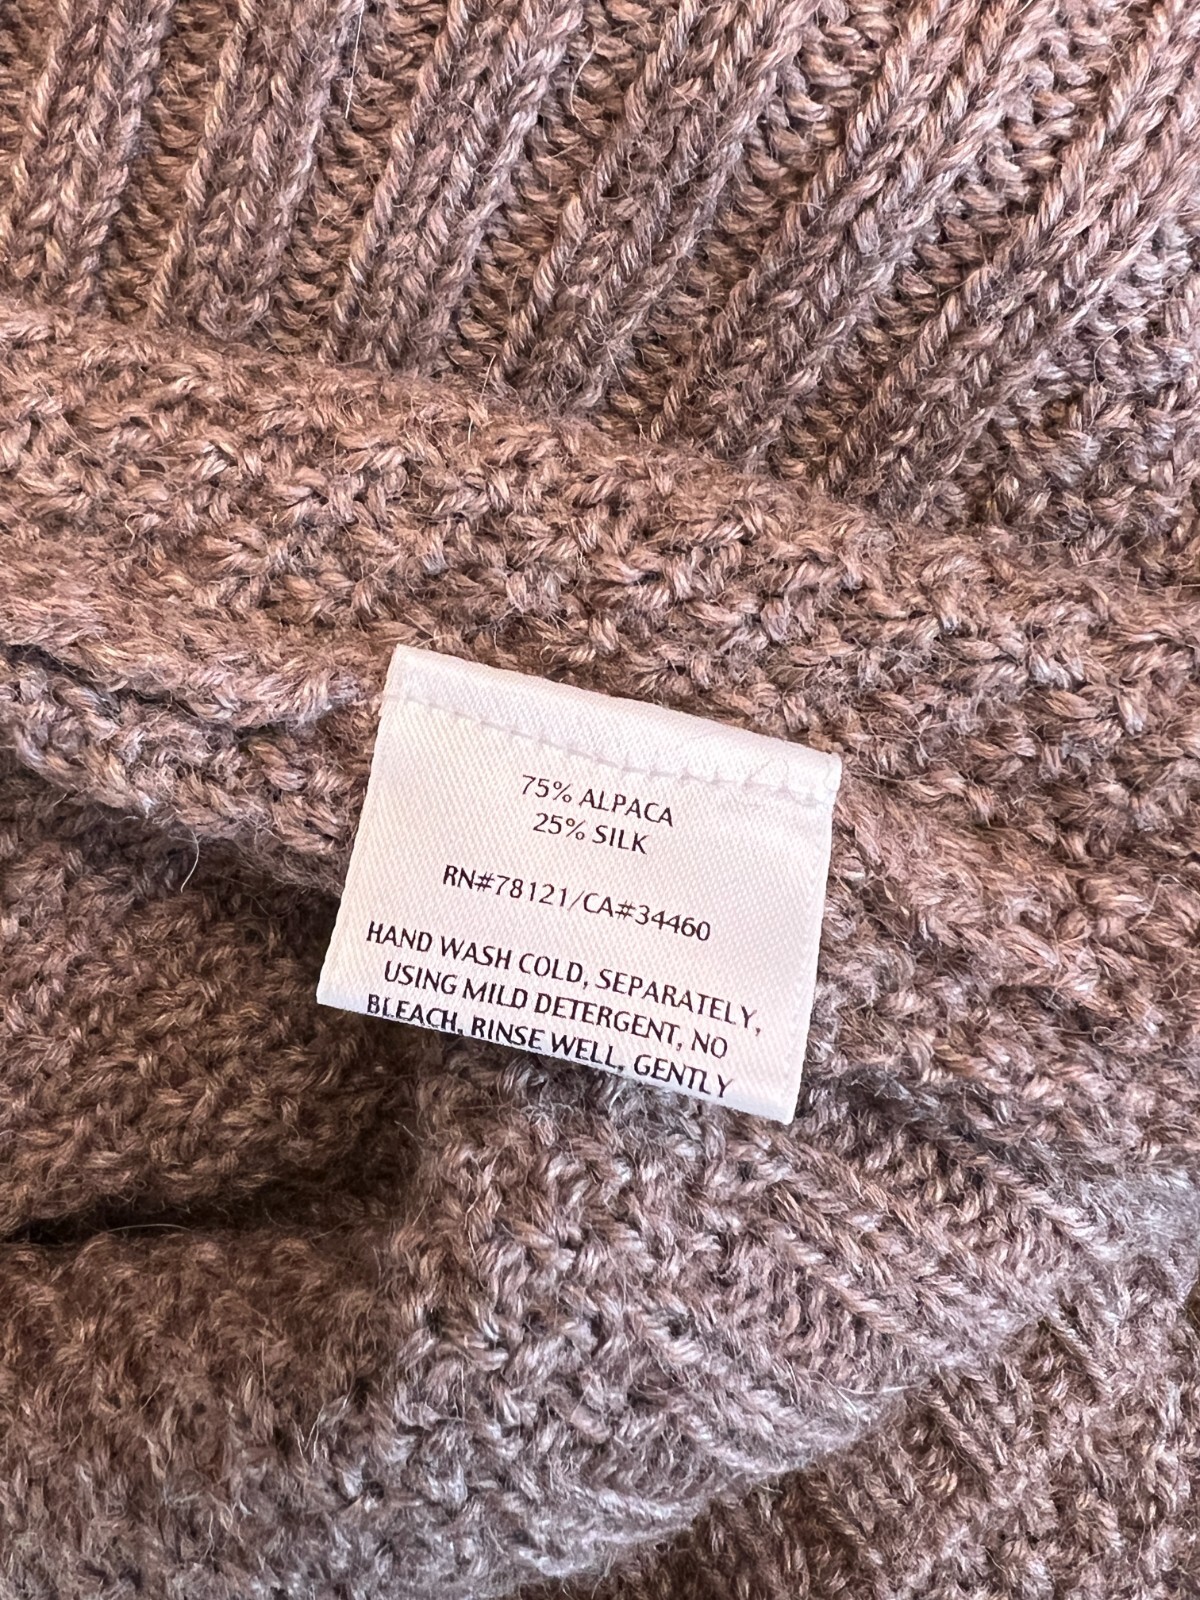 75% ALPACA
25% SILK
RN#78121/CA#34460
HAND WASH COLD, SEPARATELY,
USING MILD DETERGENT, NO
BLEACH, RINSE WELL, GENTLY